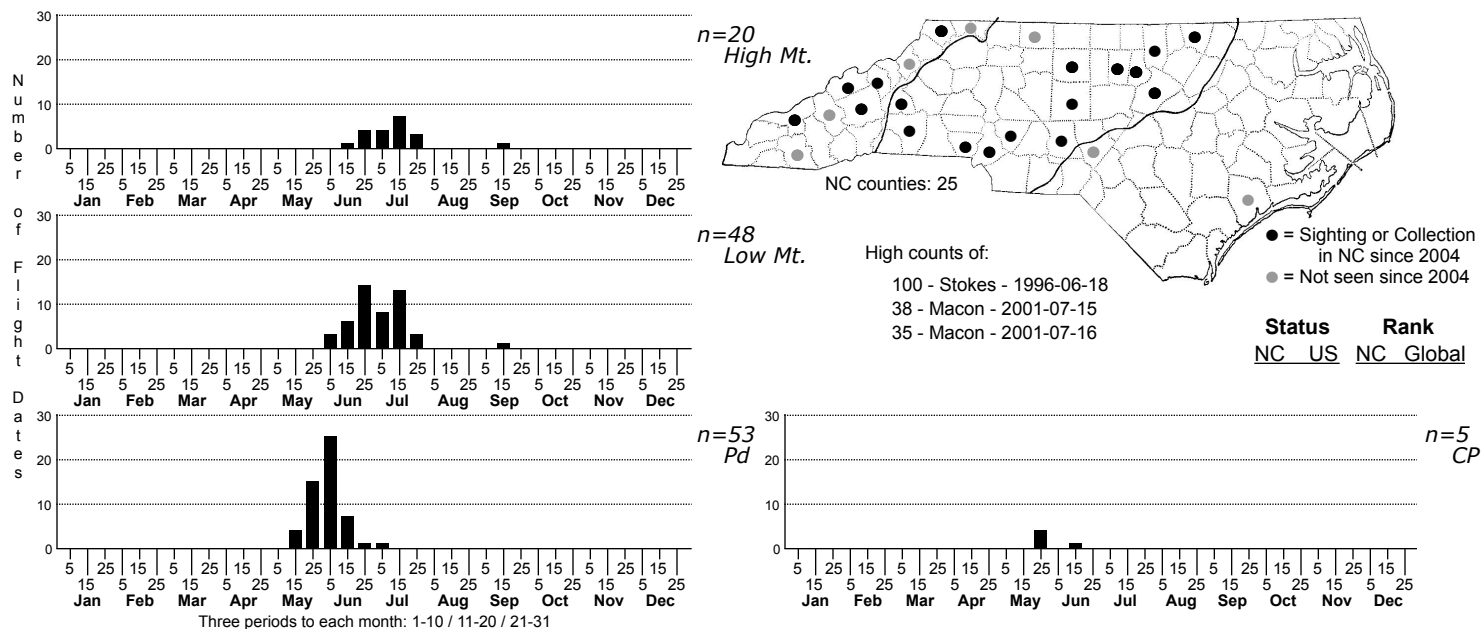 Number of Flight Dates
30
20
10
0
n=20
High Mt.
5 25 15 5 25 15 5 25 15 5 25 15 5 25 15 5 25 15
15 5 25 15 5 25 15 5 25 15 5 25 15 5 25 15 5 25
Jan Feb Mar Apr May Jun Jul Aug Sep Oct Nov Dec
30
20
10
0
n=48
Low Mt.
5 25 15 5 25 15 5 25 15 5 25 15 5 25 15 5 25 15
15 5 25 15 5 25 15 5 25 15 5 25 15 5 25 15 5 25
Jan Feb Mar Apr May Jun Jul Aug Sep Oct Nov Dec
30
20
10
0
n=53
Pd
5 25 15 5 25 15 5 25 15 5 25 15 5 25 15 5 25 15
15 5 25 15 5 25 15 5 25 15 5 25 15 5 25 15 5 25
Jan Feb Mar Apr May Jun Jul Aug Sep Oct Nov Dec
Three periods to each month: 1-10 / 11-20 / 21-31
NC counties: 25
High counts of:
100 - Stokes - 1996-06-18
38 - Macon - 2001-07-15
35 - Macon - 2001-07-16
= Sighting or Collection
in NC since 2004
= Not seen since 2004
Status Rank
NC US NC Global
30
20
10
0
n=5
CP
5 25 15 5 25 15 5 25 15 5 25 15 5 25 15 5 25 15
15 5 25 15 5 25 15 5 25 15 5 25 15 5 25 15 5 25
Jan Feb Mar Apr May Jun Jul Aug Sep Oct Nov Dec